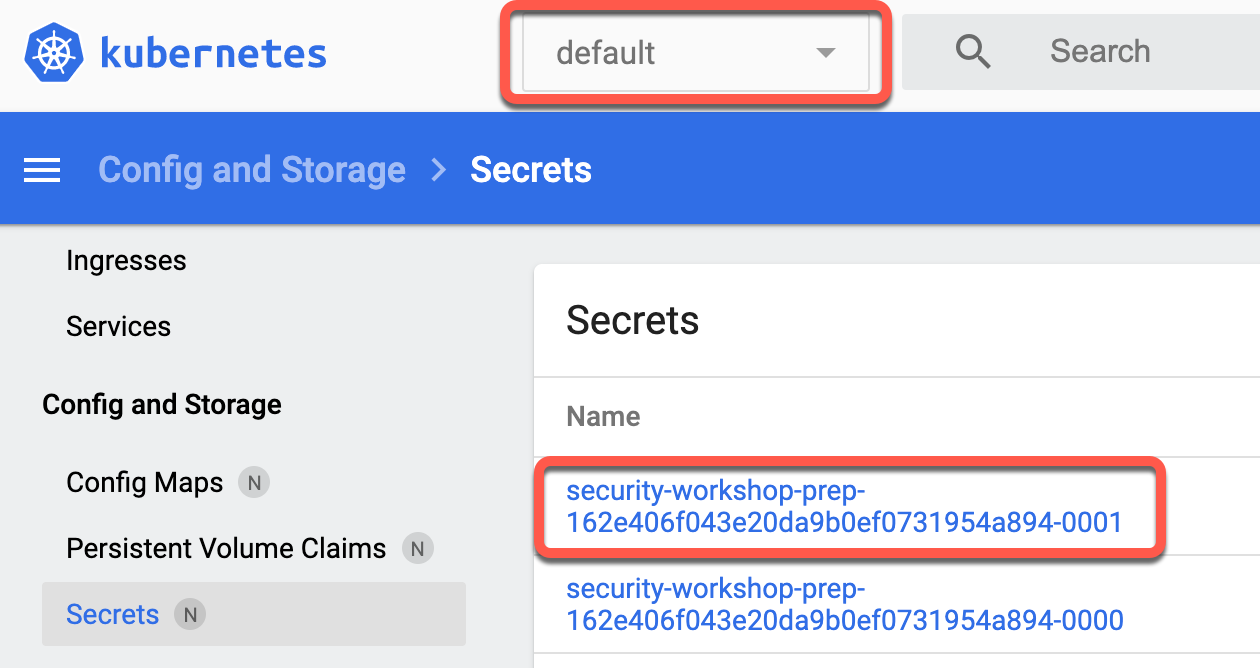 kubernetes
default
Search
Config and Storage > Secrets
Ingresses
Services
Config and Storage
Config Maps N
Persistent Volume Claims N
Secrets N
Secrets
Name
security-workshop-prep-
162e406f043e20da9b0ef0731954a894-0001
security-workshop-prep-
162e406f043e20da9b0ef0731954a894-0000